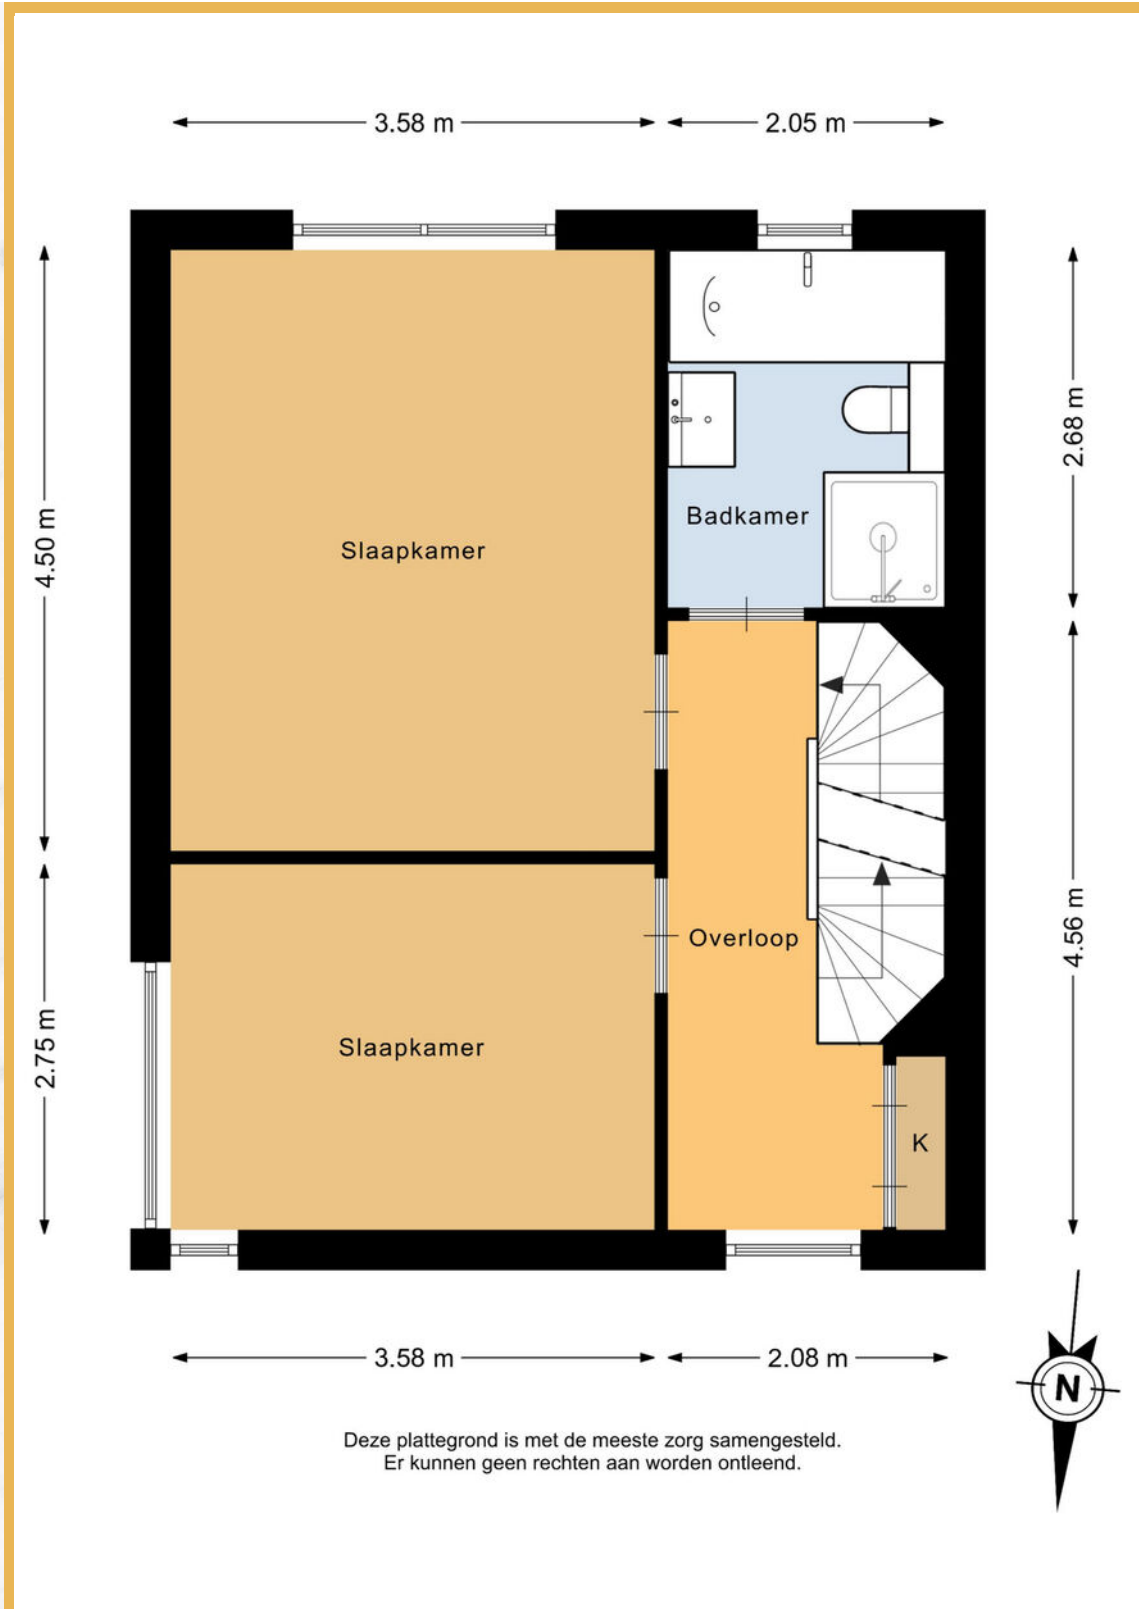 3.58 m
2.05 m
4.50 m
2.68 m
Badkamer
Slaapkamer
4.56 m
Overloop
2.75 m
Slaapkamer
K
3.58 m
2.08 m
N
Deze plattegrond is met de meeste zorg samengesteld.
Er kunnen geen rechten aan worden ontleend.